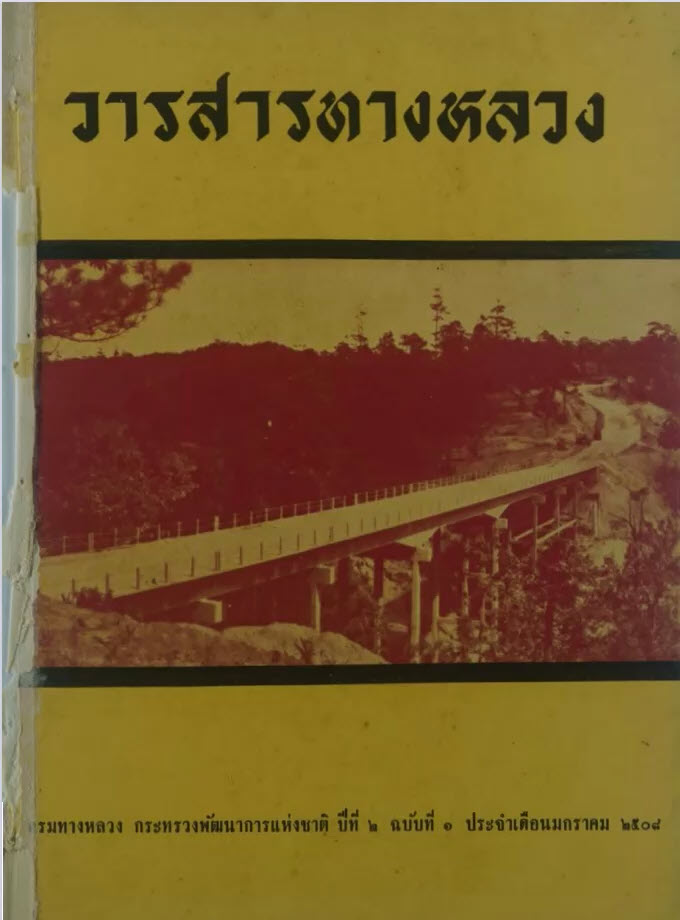 วารสารทางหลวง
กรมทางหลวง กระทรวงพัฒนาการแห่งชาติ ปีที่ ๒ ฉบับที่ ๑ ประจำเดือนมกราคม ๒๕๐๘